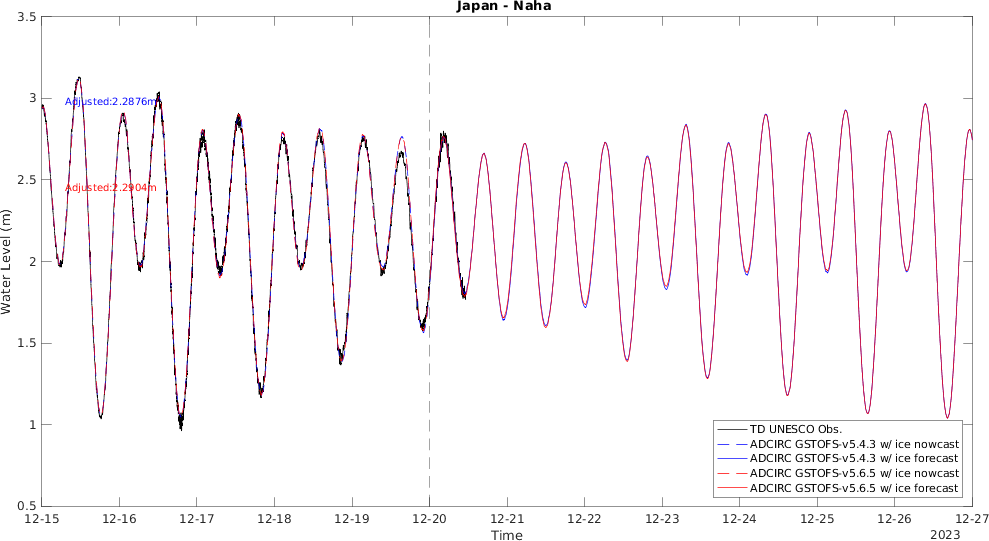 Japan - Naha
Water Level (m)
3.5
3
2.5
2
1.5
1
0.5
Adjusted:2.2876m
Adjusted:2.2904m
TD UNESCO Obs.
ADCIRC GSTOFS-v5.4.3 w/ ice nowcast
ADCIRC GSTOFS-v5.4.3 w/ ice forecast
ADCIRC GSTOFS-v5.6.5 w/ ice nowcast
ADCIRC GSTOFS-v5.6.5 w/ ice forecast
12-15 12-16 12-17 12-18 12-19 12-20 12-21 12-22 12-23 12-24 12-25 12-26 12-27
Time
2023